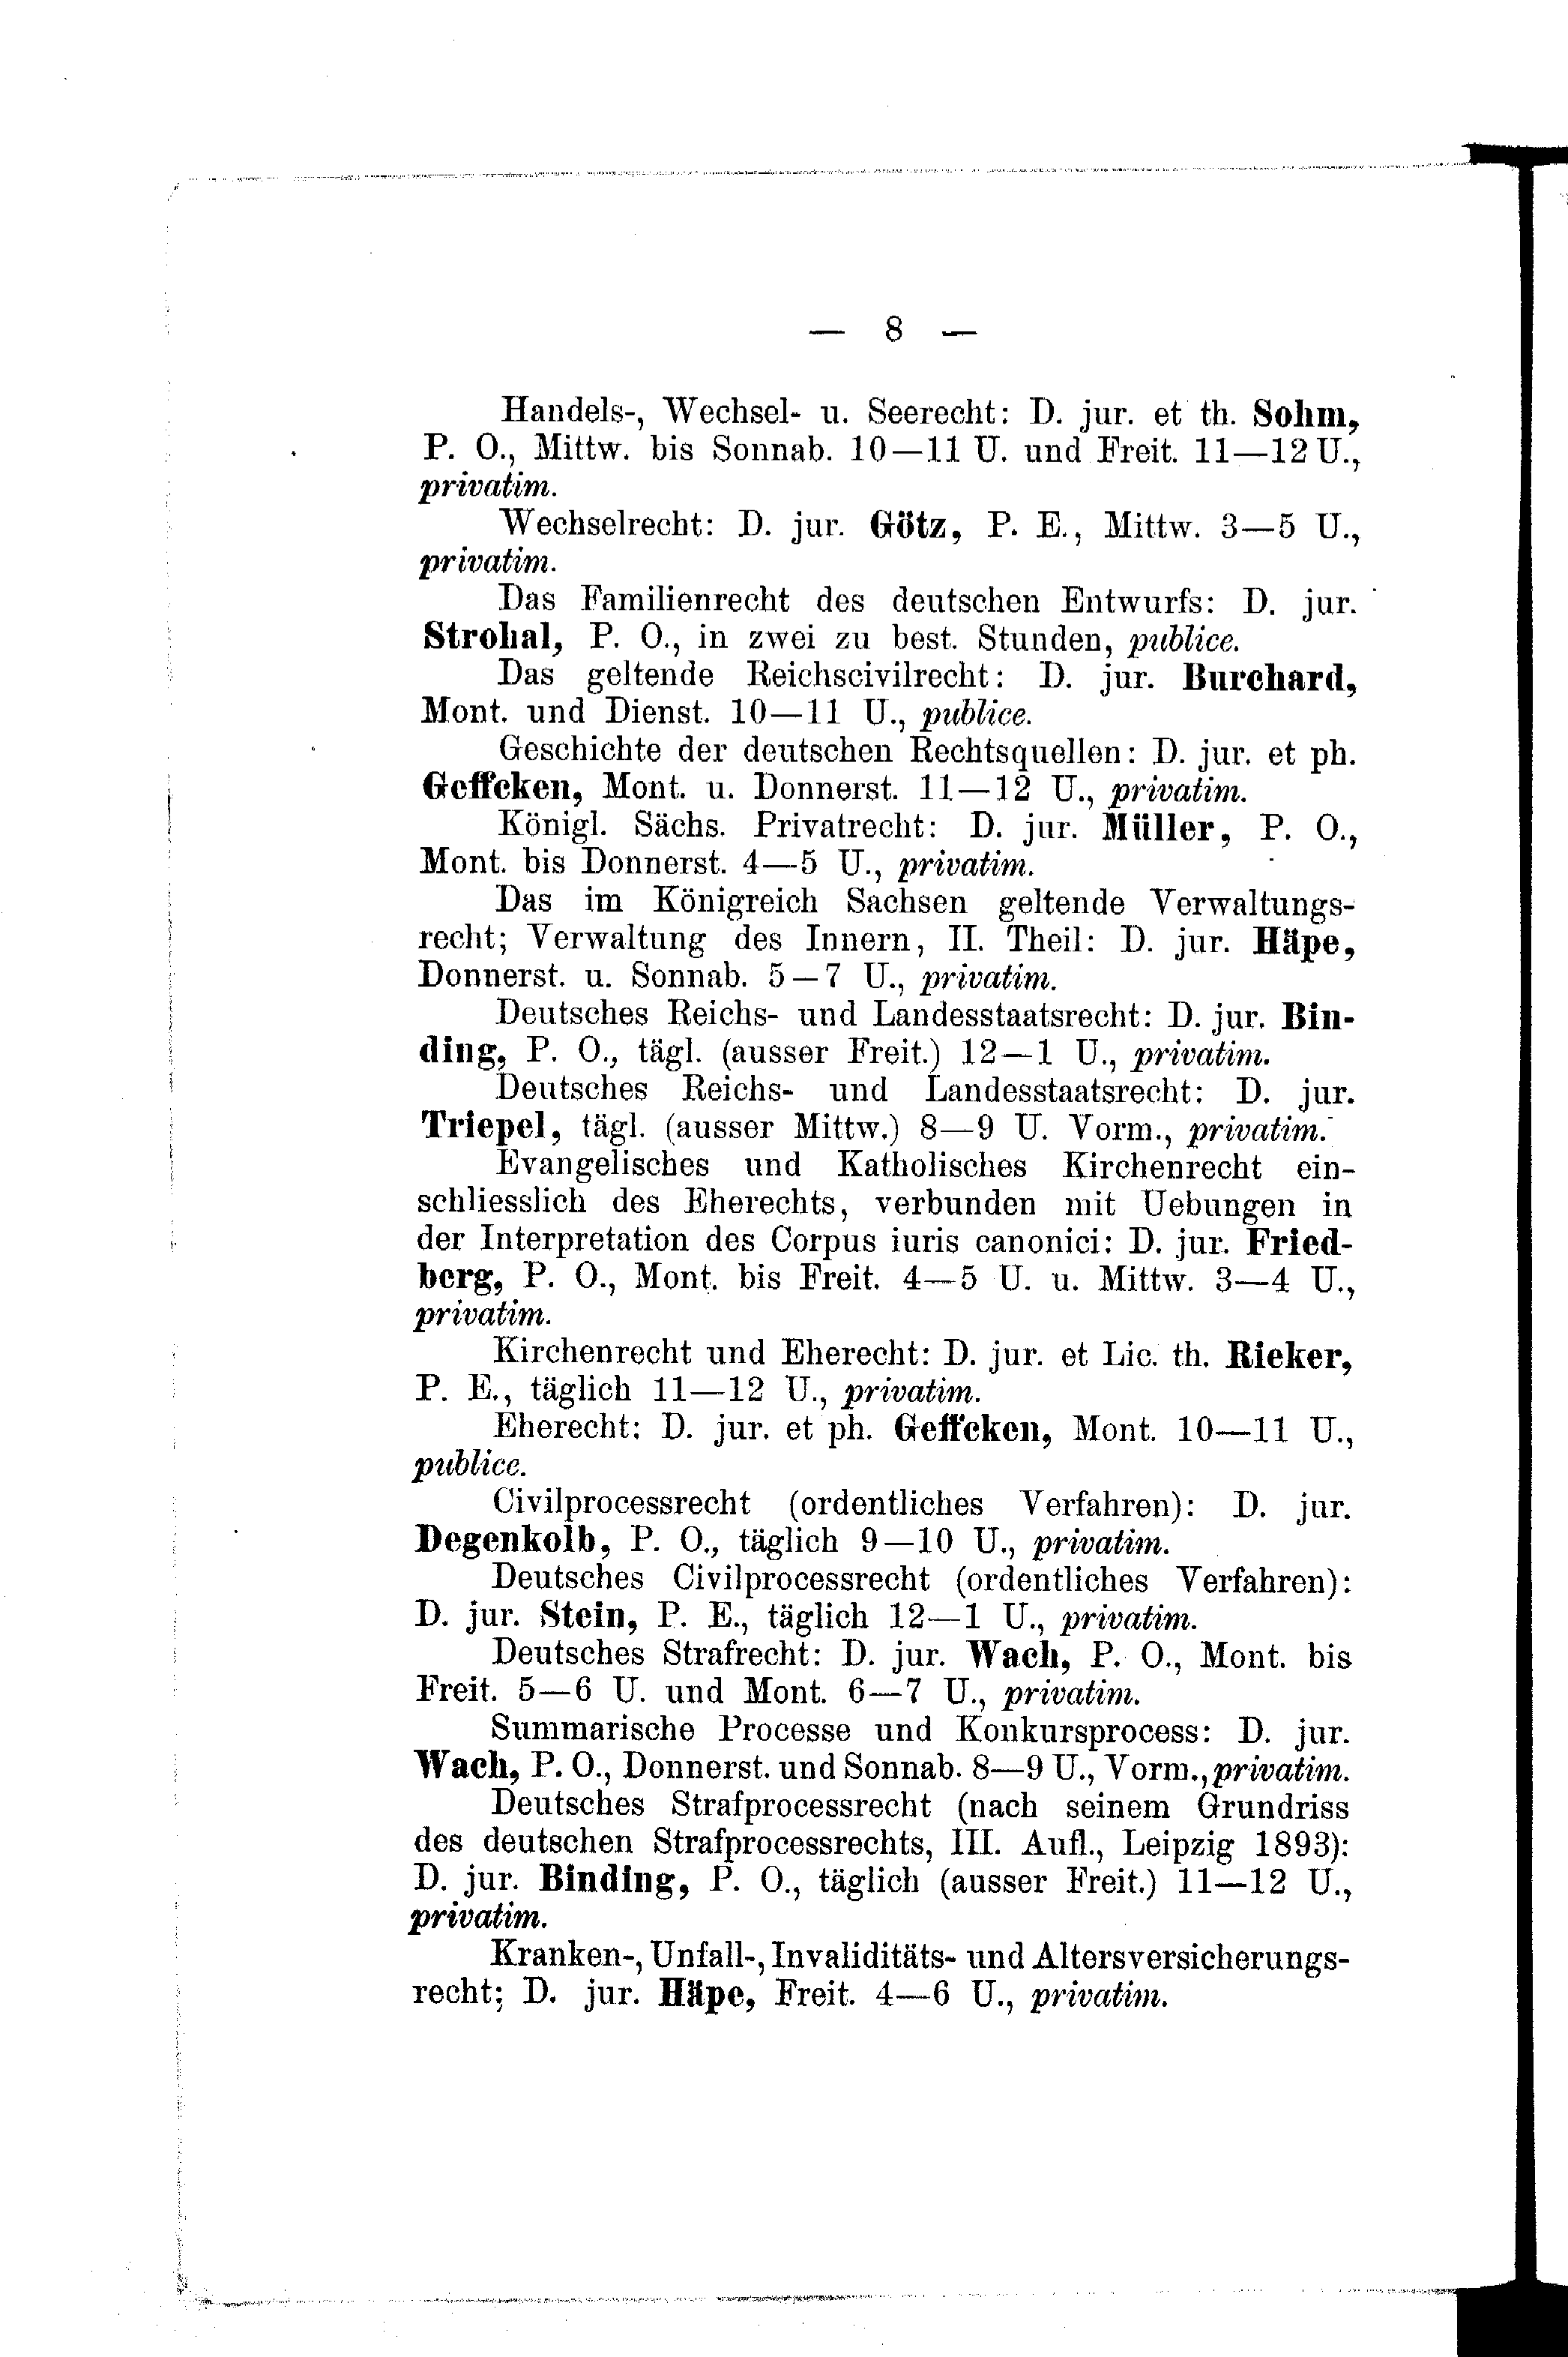 — 8 —
Handels-, Wechsel- u. Seerecht: D. jur. et th. Sohm,
P. O., Mittw. bis Sonnab. 10—11 U. und Freit. 11—12 U.,
privatim.
Wechselrecht: D. jur. Götz, P. E., Mittw. 3—5 U.,
privatim.
Das Familienrecht des deutschen Entwurfs: D. jur.
Strohal, P. O., in zwei zu best. Stunden, publice.
Das geltende Reichscivilrecht: D. jur. Burchard,
Mont. und Dienst. 10—11 U., publice.
Geschichte der deutschen Rechtsquellen: D. jur. et ph.
Geffcken, Mont. u. Donnerst. 11—12 U., privatim.
Königl. Sächs. Privatrecht: D. jur. Müller, P. O.,
Mont. bis Donnerst. 4—5 U., privatim.
Das im Königreich Sachsen geltende Verwaltungs-
recht; Verwaltung des Innern, II. Theil: D. jur. Häpe,
Donnerst. u. Sonnab. 5—7 U., privatim.
Deutsches Reichs- und Landesstaatsrecht: D. jur. Bin-
ding, P. O., tägl. (ausser Freit.) 12—1 U., privatim.
Deutsches Reichs- und Landesstaatsrecht: D. jur.
Triepel, tägl. (ausser Mittw.) 8—9 U. Vorm., privatim.
Evangelisches und Katholisches Kirchenrecht ein-
schliesslich des Eherechts, verbunden mit Uebungen in
der Interpretation des Corpus iuris canonici: D. jur. Fried-
berg, P. O., Mont. bis Freit. 4—5 U. u. Mittw. 3—4 U.,
privatim.
Kirchenrecht und Eherecht: D. jur. et Lic. th. Rieker,
P. E., täglich 11—12 U., privatim.
Eherecht: D. jur. et ph. Geffcken, Mont. 10—11 U.,
publice.
Civilprocessrecht (ordentliches Verfahren): D. jur.
Degenkolb, P. O., täglich 9—10 U., privatim.
Deutsches Civilprocessrecht (ordentliches Verfahren):
D. jur. Stein, P. E., täglich 12—1 U., privatim.
Deutsches Strafrecht: D. jur. Wach, P. O., Mont. bis
Freit. 5—6 U. und Mont. 6—7 U., privatim.
Summarische Processe und Konkursprocess: D. jur.
Wach, P. O., Donnerst. und Sonnab. 8—9 U., Vorm., privatim.
Deutsches Strafprocessrecht (nach seinem Grundriss
des deutschen Strafprocessrechts, III. Aufl., Leipzig 1893):
D. jur. Binding, P. O., täglich (ausser Freit.) 11—12 U.,
privatim.
Kranken-, Unfall-, Invaliditäts- und Altersversicherungs-
recht; D. jur. Häpe, Freit. 4—6 U., privatim.